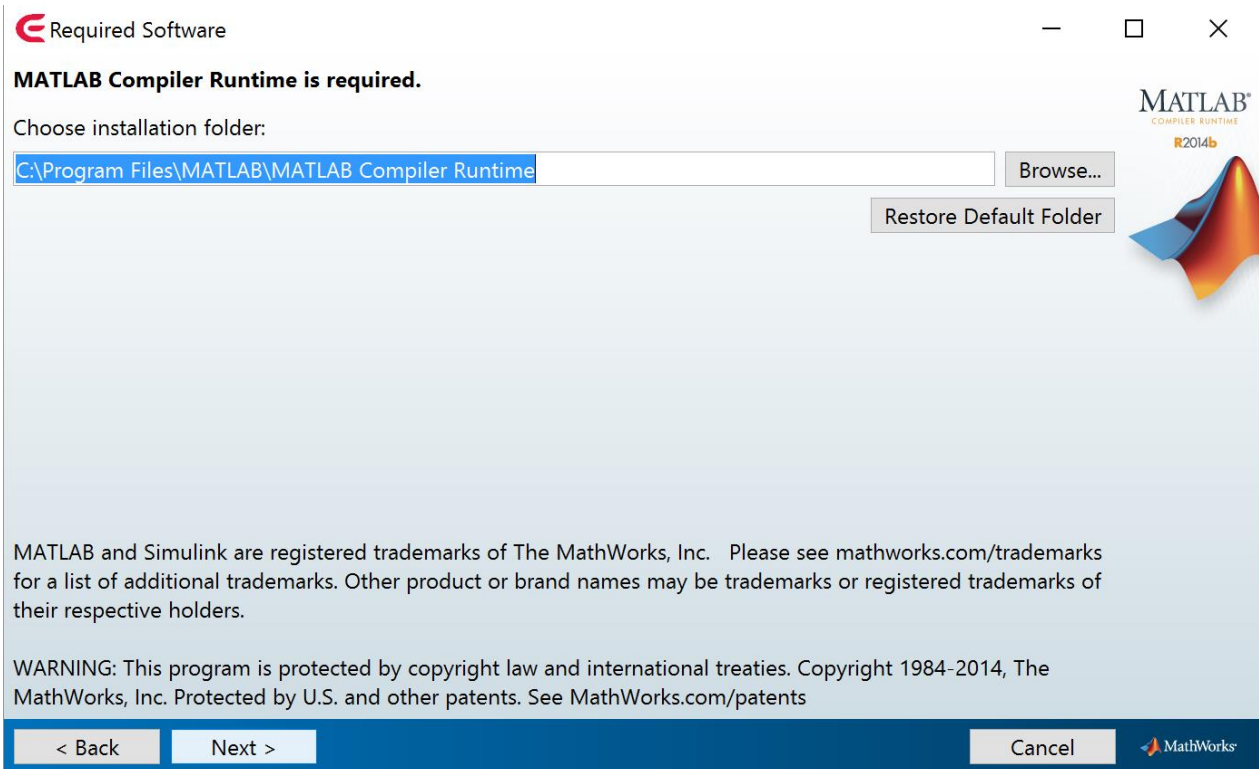 Required Software
MATLAB Compiler Runtime is required.
MATLAB®
COMPILER RUNTIME
R2014b
Choose installation folder:
C:\Program Files\MATLAB\MATLAB Compiler Runtime
Browse...
Restore Default Folder
MATLAB and Simulink are registered trademarks of The MathWorks, Inc.   Please see mathworks.com/trademarks
for a list of additional trademarks. Other product or brand names may be trademarks or registered trademarks of
their respective holders.
WARNING: This program is protected by copyright law and international treaties. Copyright 1984-2014, The
MathWorks, Inc. Protected by U.S. and other patents. See MathWorks.com/patents
< Back
Next >
Cancel
MathWorks®